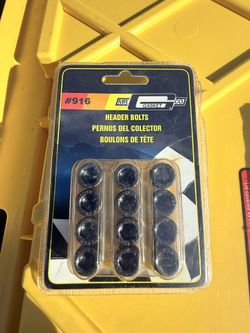 #916
MR. GASKET CO
HEADER BOLTS
PERNOS DEL COLECTOR
BOULONS DE TÊTE